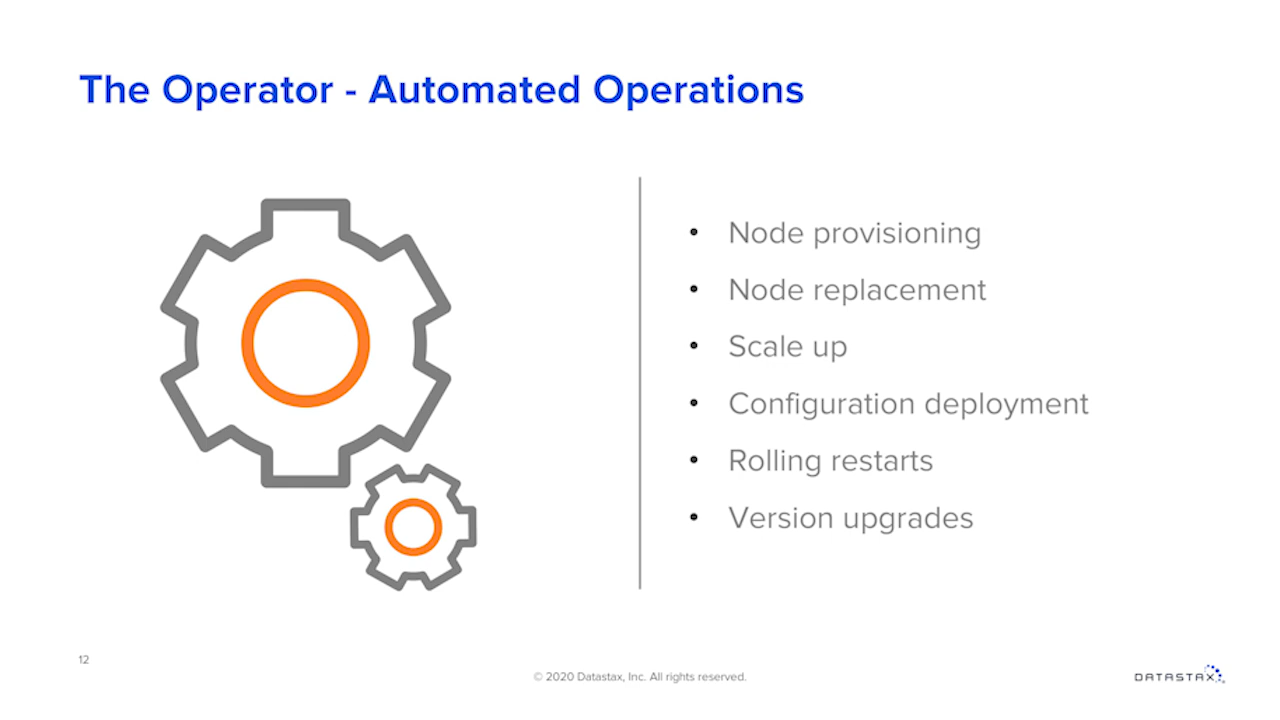 The Operator - Automated Operations
• Node provisioning
• Node replacement
• Scale up
• Configuration deployment
• Rolling restarts
• Version upgrades
12
© 2020 Datastax, Inc. All rights reserved.
DATASTAX